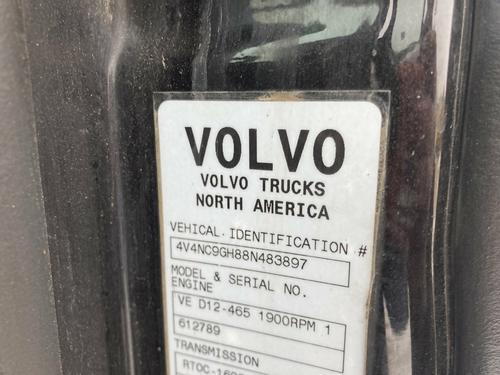 VOLVO
VOLVO TRUCKS
NORTH AMERICA
VEHICAL IDENTIFICATION #
4V4NC9GH88N483897
MODEL & SERIAL NO.
ENGINE
VE D12-465 1900RPM 1
612789
TRANSMISSION